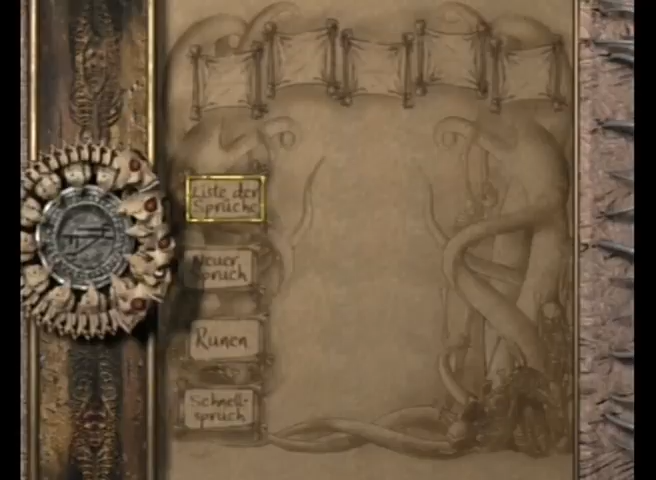 Liste der
Sprüche
Neuer
Spruch
Runen
Schnell-
spruch